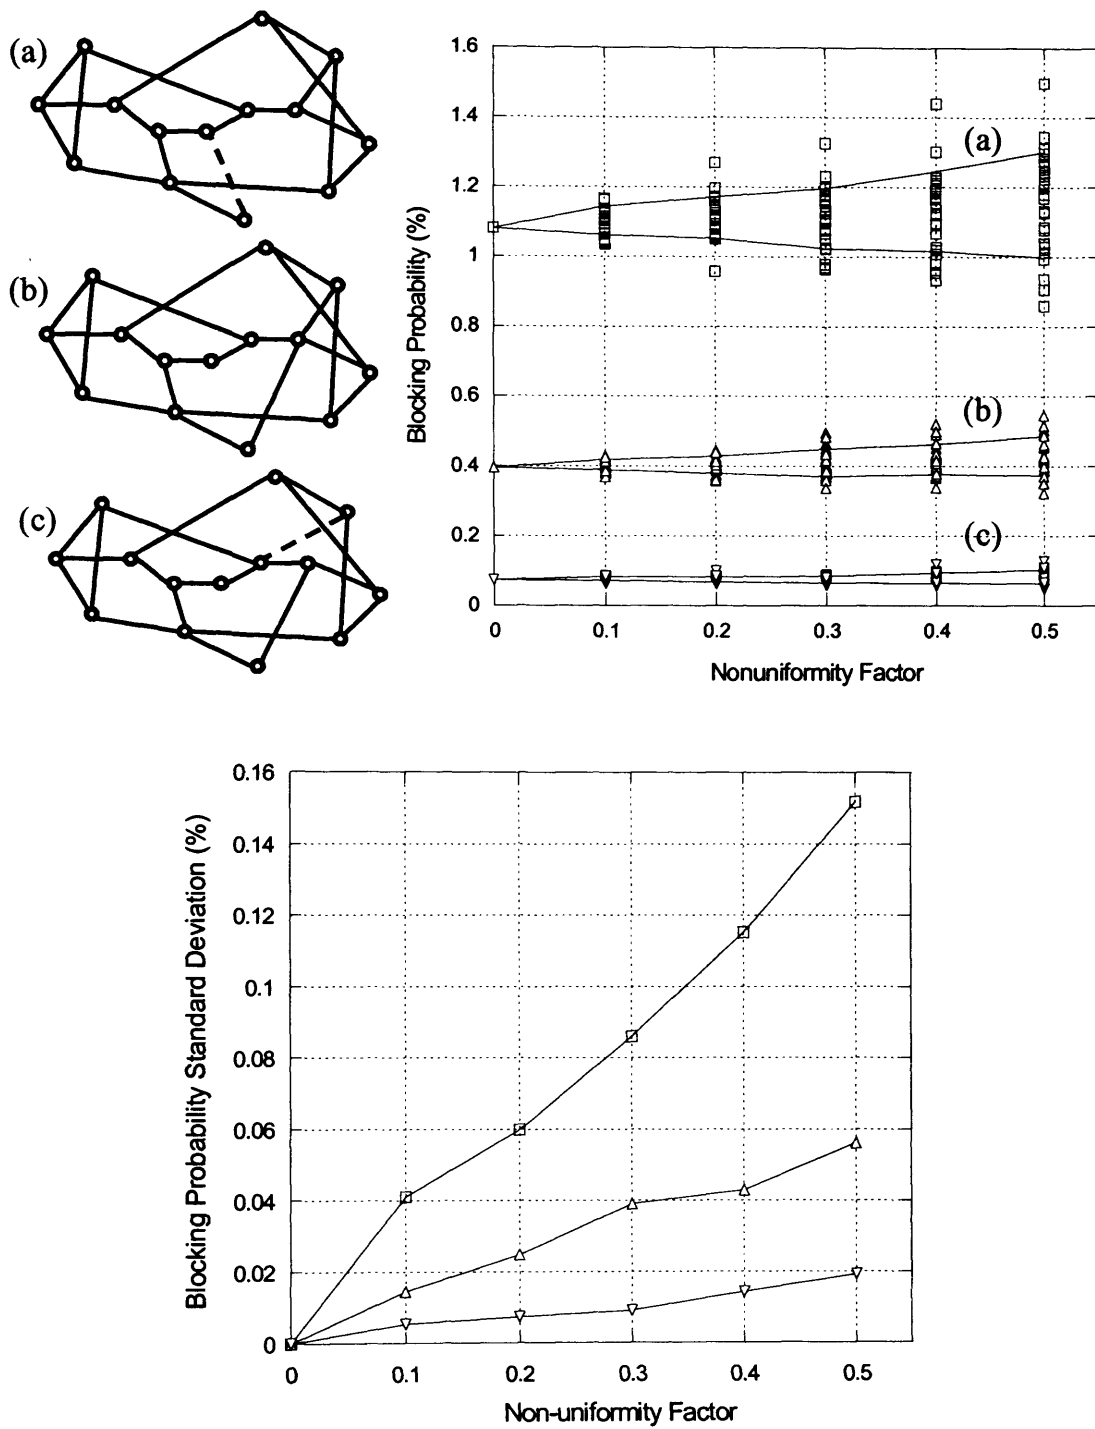 (a)
(b)
(c)
Blocking Probability (%)
1.6
1.4
1.2
1
0.8
0.6
0.4
0.2
0
(a)
(b)
(c)
0 0.1 0.2 0.3 0.4 0.5
Nonuniformity Factor
Blocking Probability Standard Deviation (%)
0.16
0.14
0.12
0.1
0.08
0.06
0.04
0.02
0
0 0.1 0.2 0.3 0.4 0.5
Non-uniformity Factor